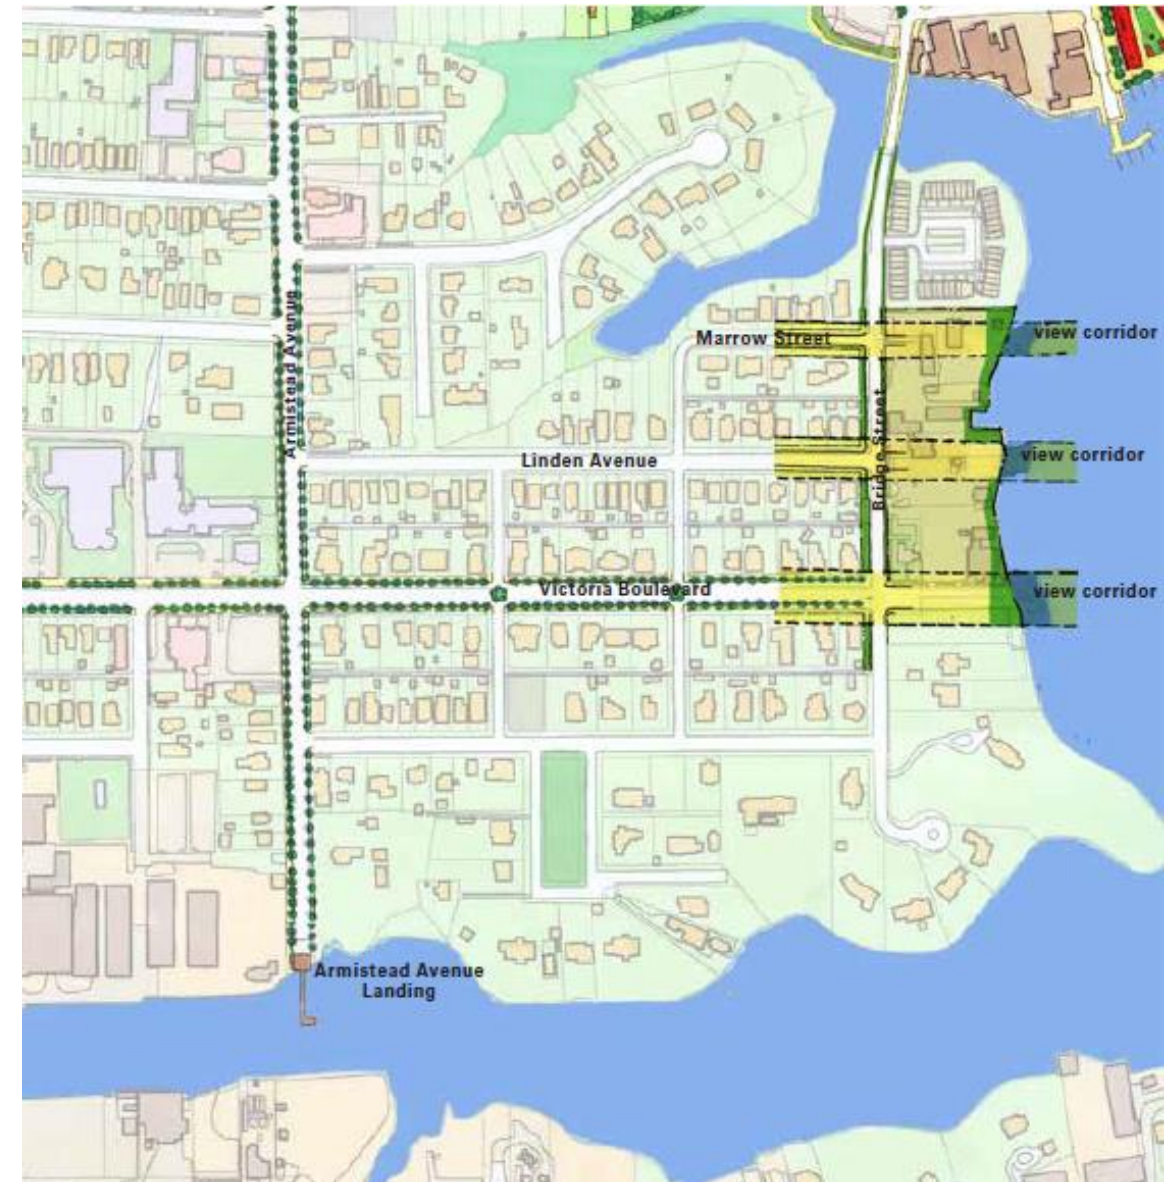 Armistead Avenue
Marrow Street
view corridor
Bridge Street
Linden Avenue
view corridor
Victoria Boulevard
view corridor
Armistead Avenue
Landing